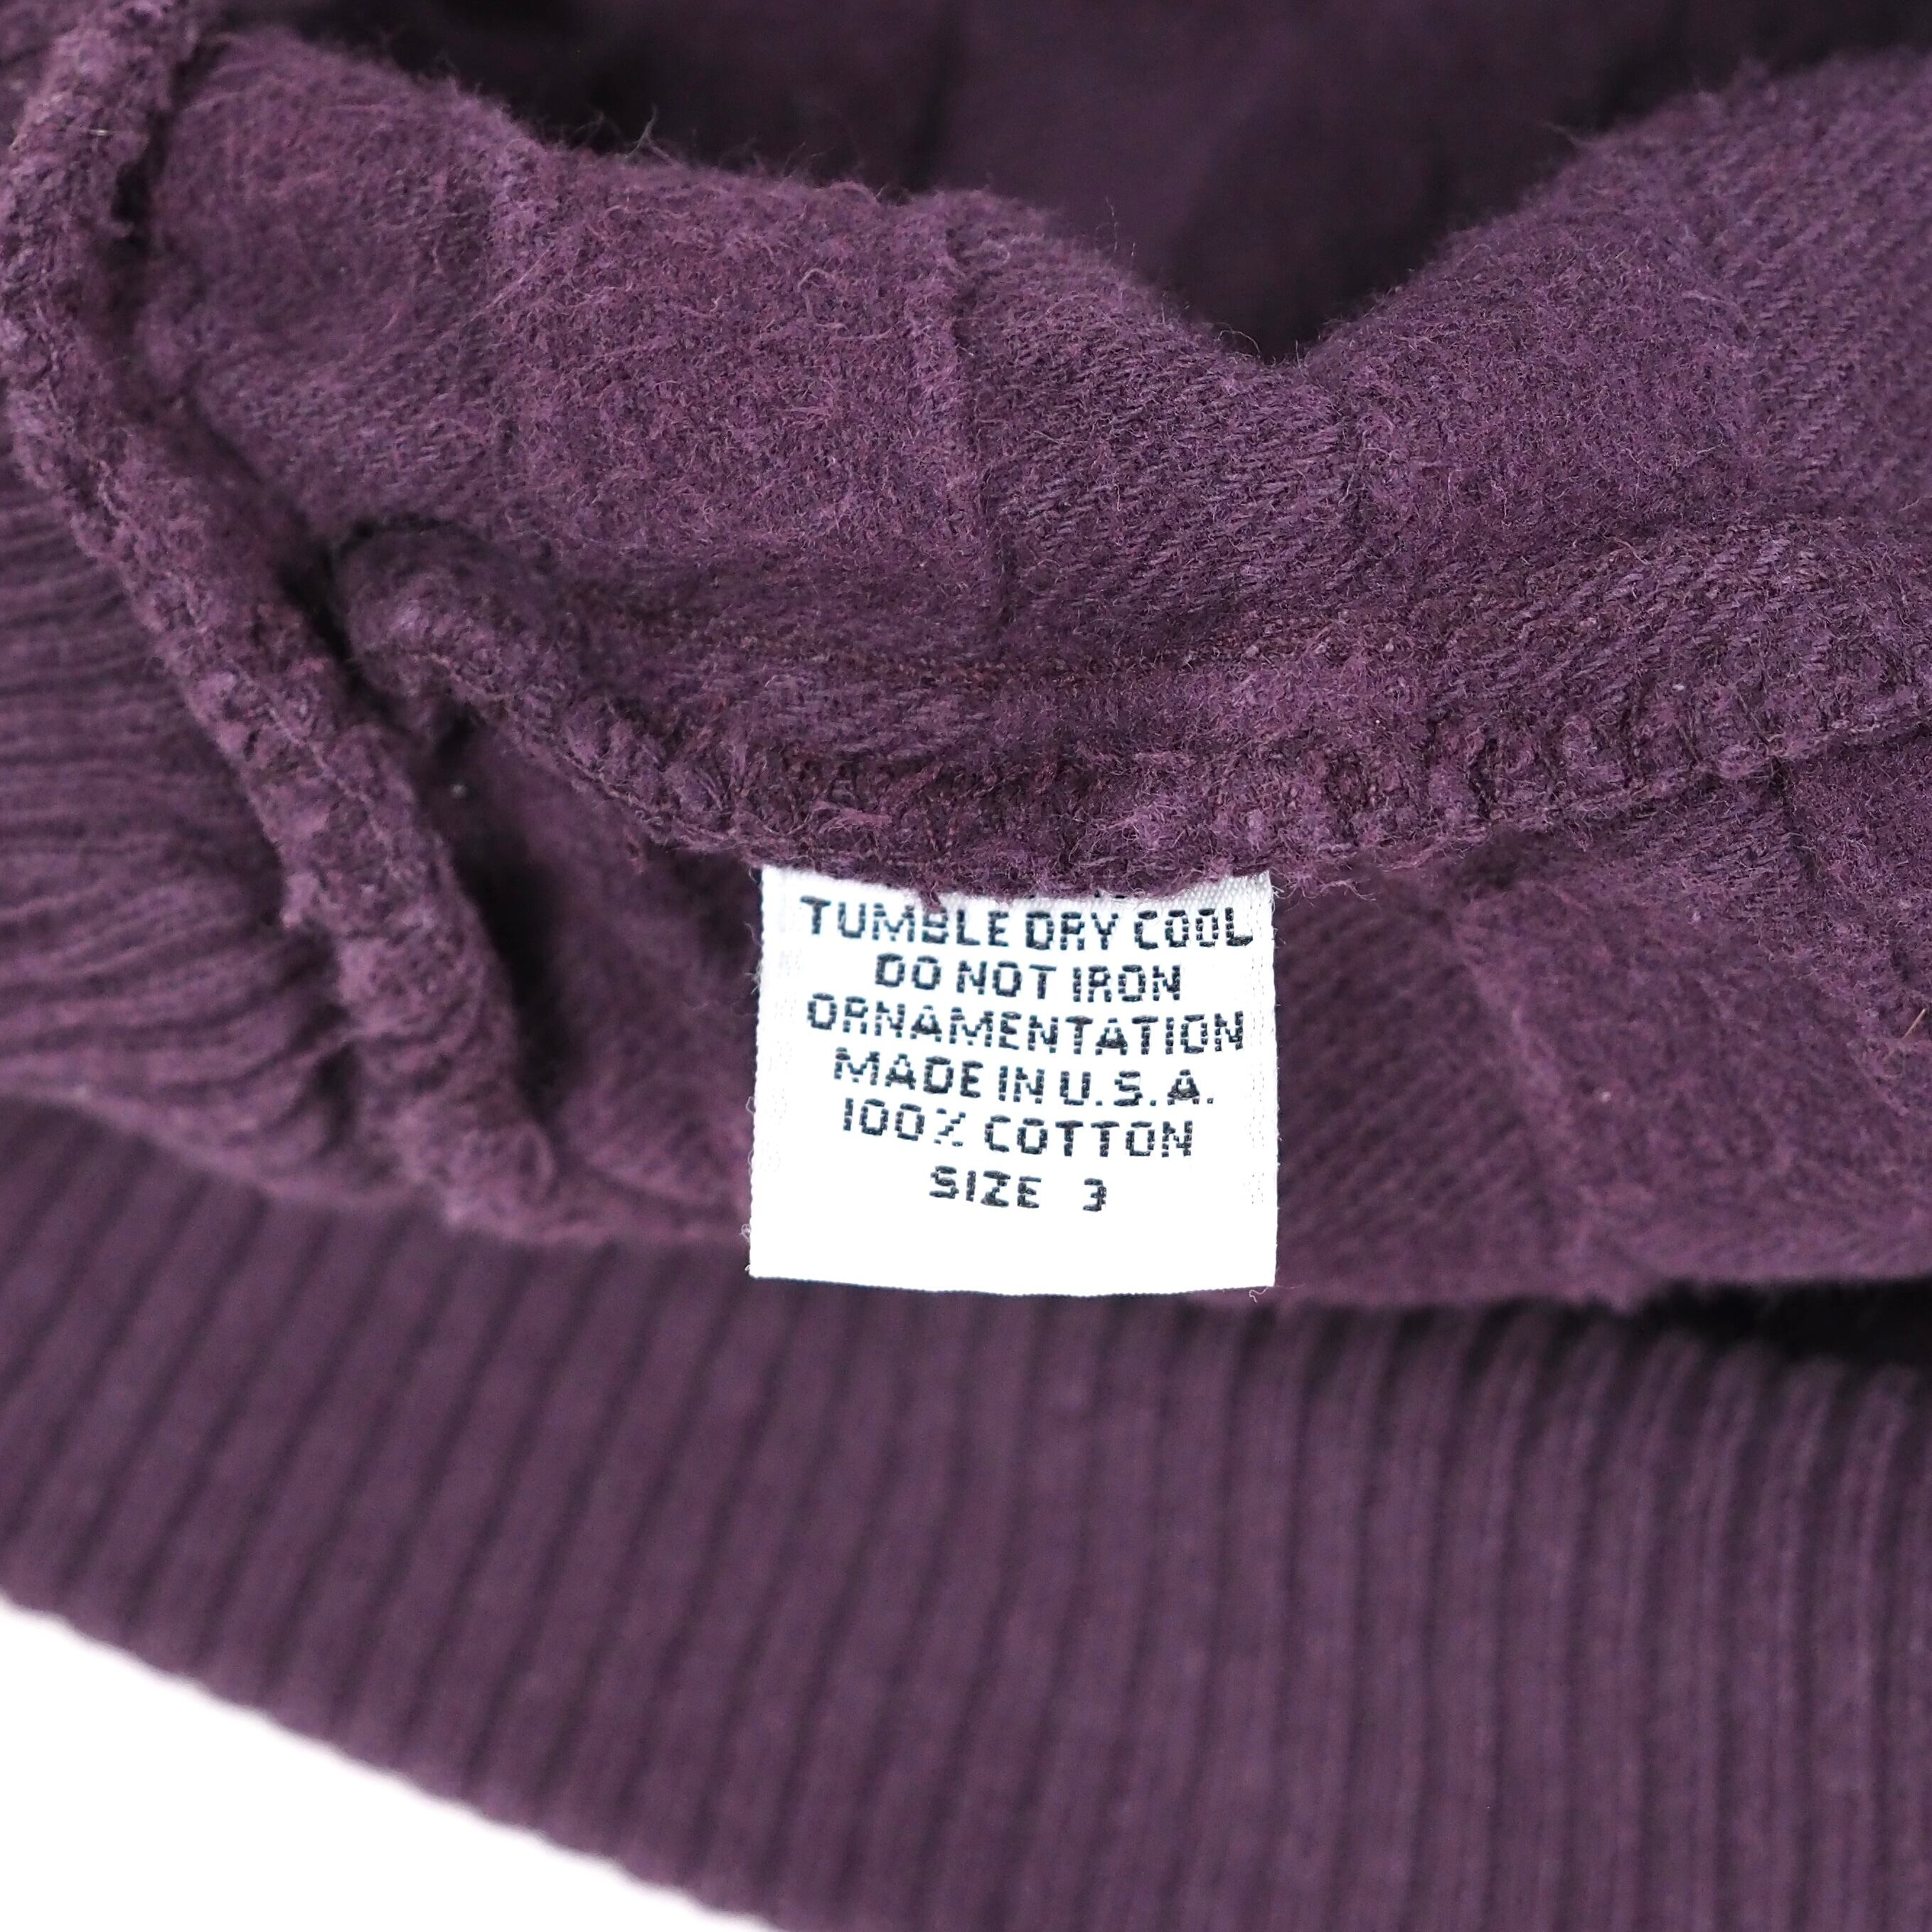 TUMBLE DRY COOL
DO NOT IRON
ORNAMENTATION
MADE IN U.S.A.
100% COTTON
SIZE 3